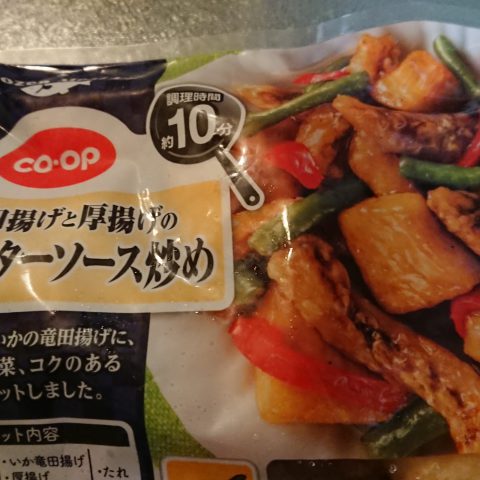 調理時間
約10分
CO・OP
田揚げと厚揚げの
ターソース炒め
いかの竜田揚げに、
菜、コクのある
ットしました。
ット内容
・いか竜田揚げ
・厚揚げ
・たれ